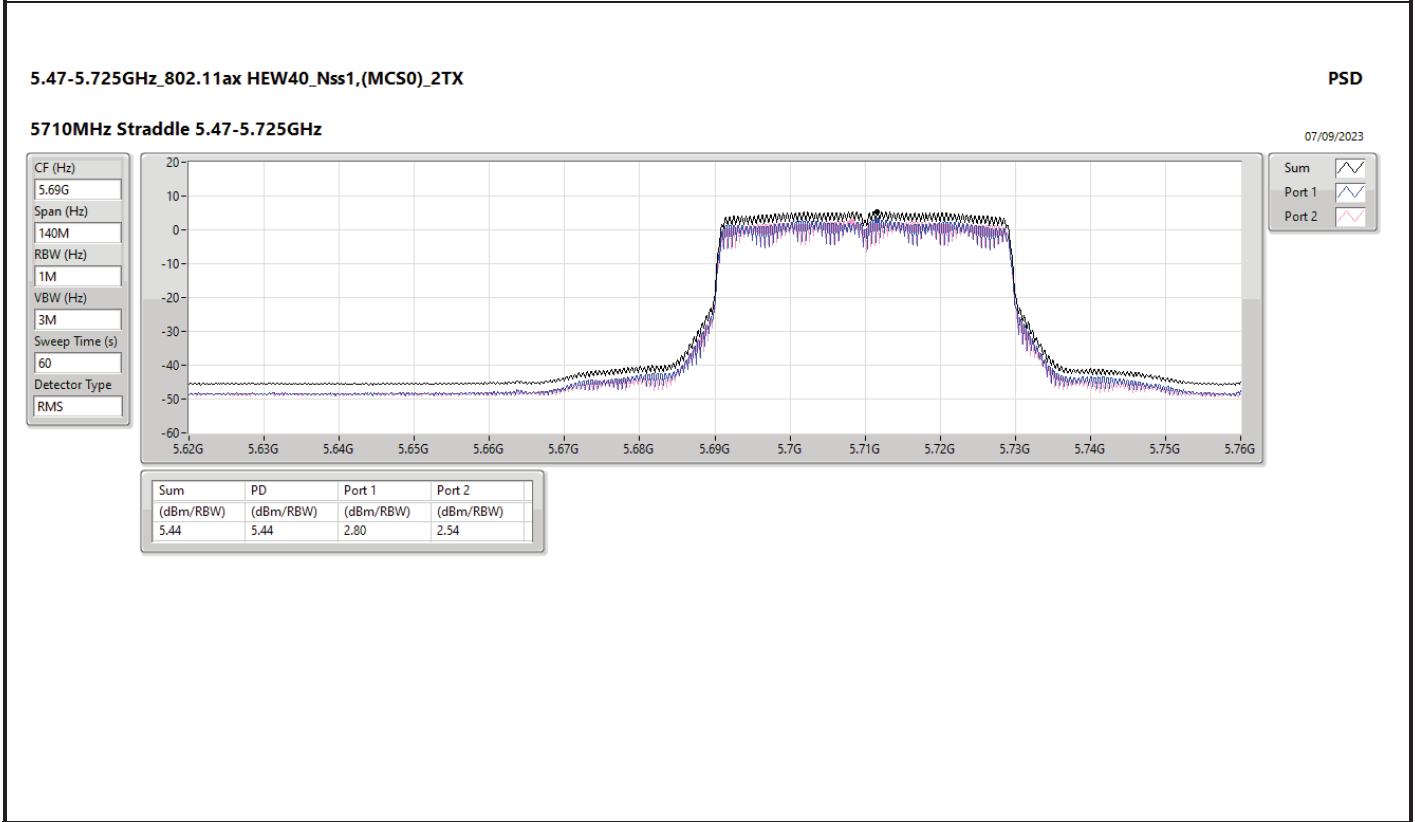 5.47-5.725GHz_802.11ax HEW40_Nss1,(MCS0)_2TX PSD
5710MHz Straddle 5.47-5.725GHz
07/09/2023
CF (Hz)
5.69G
Span (Hz)
140M
RBW (Hz)
1M
VBW (Hz)
3M
Sweep Time (s)
60
Detector Type
RMS
20
10
0
-10
-20
-30
-40
-50
-60
5.62G 5.63G 5.64G 5.65G 5.66G 5.67G 5.68G 5.69G 5.7G 5.71G 5.72G 5.73G 5.74G 5.75G 5.76G
Sum
Port 1
Port 2
Sum PD Port 1 Port 2
(dBm/RBW) (dBm/RBW) (dBm/RBW) (dBm/RBW)
5.44 5.44 2.80 2.54